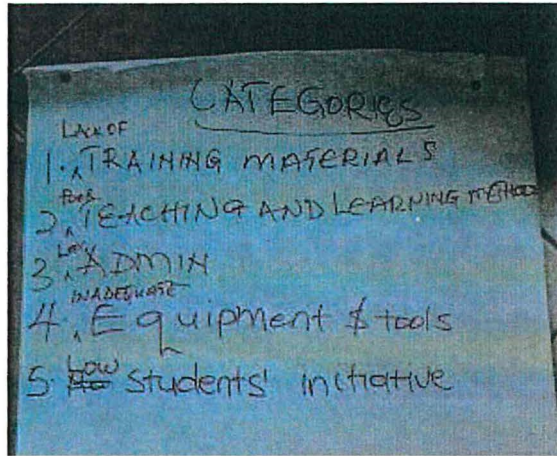 CATEGORIES
LACK OF
1. TRAINING MATERIALS
POOR
2. TEACHING AND LEARNING METHODS
3. ADMIN
INADEQUATE
4. Equipment & tools
LOW
5. students' initiative